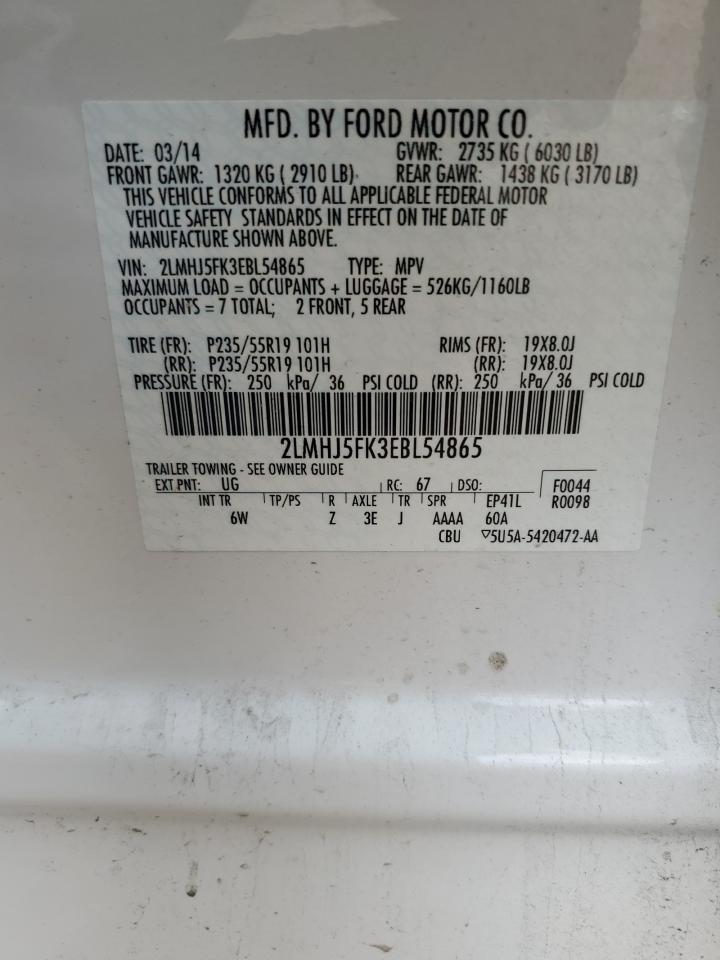 MFD. BY FORD MOTOR CO.
DATE: 03/14 GVWR: 2735 KG ( 6030 LB)
FRONT GAWR: 1320 KG ( 2910 LB) REAR GAWR: 1438 KG ( 3170 LB)
THIS VEHICLE CONFORMS TO ALL APPLICABLE FEDERAL MOTOR
VEHICLE SAFETY STANDARDS IN EFFECT ON THE DATE OF
MANUFACTURE SHOWN ABOVE.
VIN: 2LMHJ5FK3EBL54865 TYPE: MPV
MAXIMUM LOAD = OCCUPANTS + LUGGAGE = 526KG/1160LB
OCCUPANTS = 7 TOTAL; 2 FRONT, 5 REAR
TIRE (FR): P235/55R19 101H RIMS (FR): 19X8.0J
(RR): P235/55R19 101H (RR): 19X8.0J
PRESSURE (FR): 250 kPa/ 36 PSI COLD (RR): 250 kPa/ 36 PSI COLD
2LMHJ5FK3EBL54865
TRAILER TOWING - SEE OWNER GUIDE
EXT PNT: UG RC: 67 DSO: F0044
INT TR TP/PS R AXLE TR SPR EP41L R0098
6W Z 3E J AAAA 60A
CBU ▽5U5A-5420472-AA